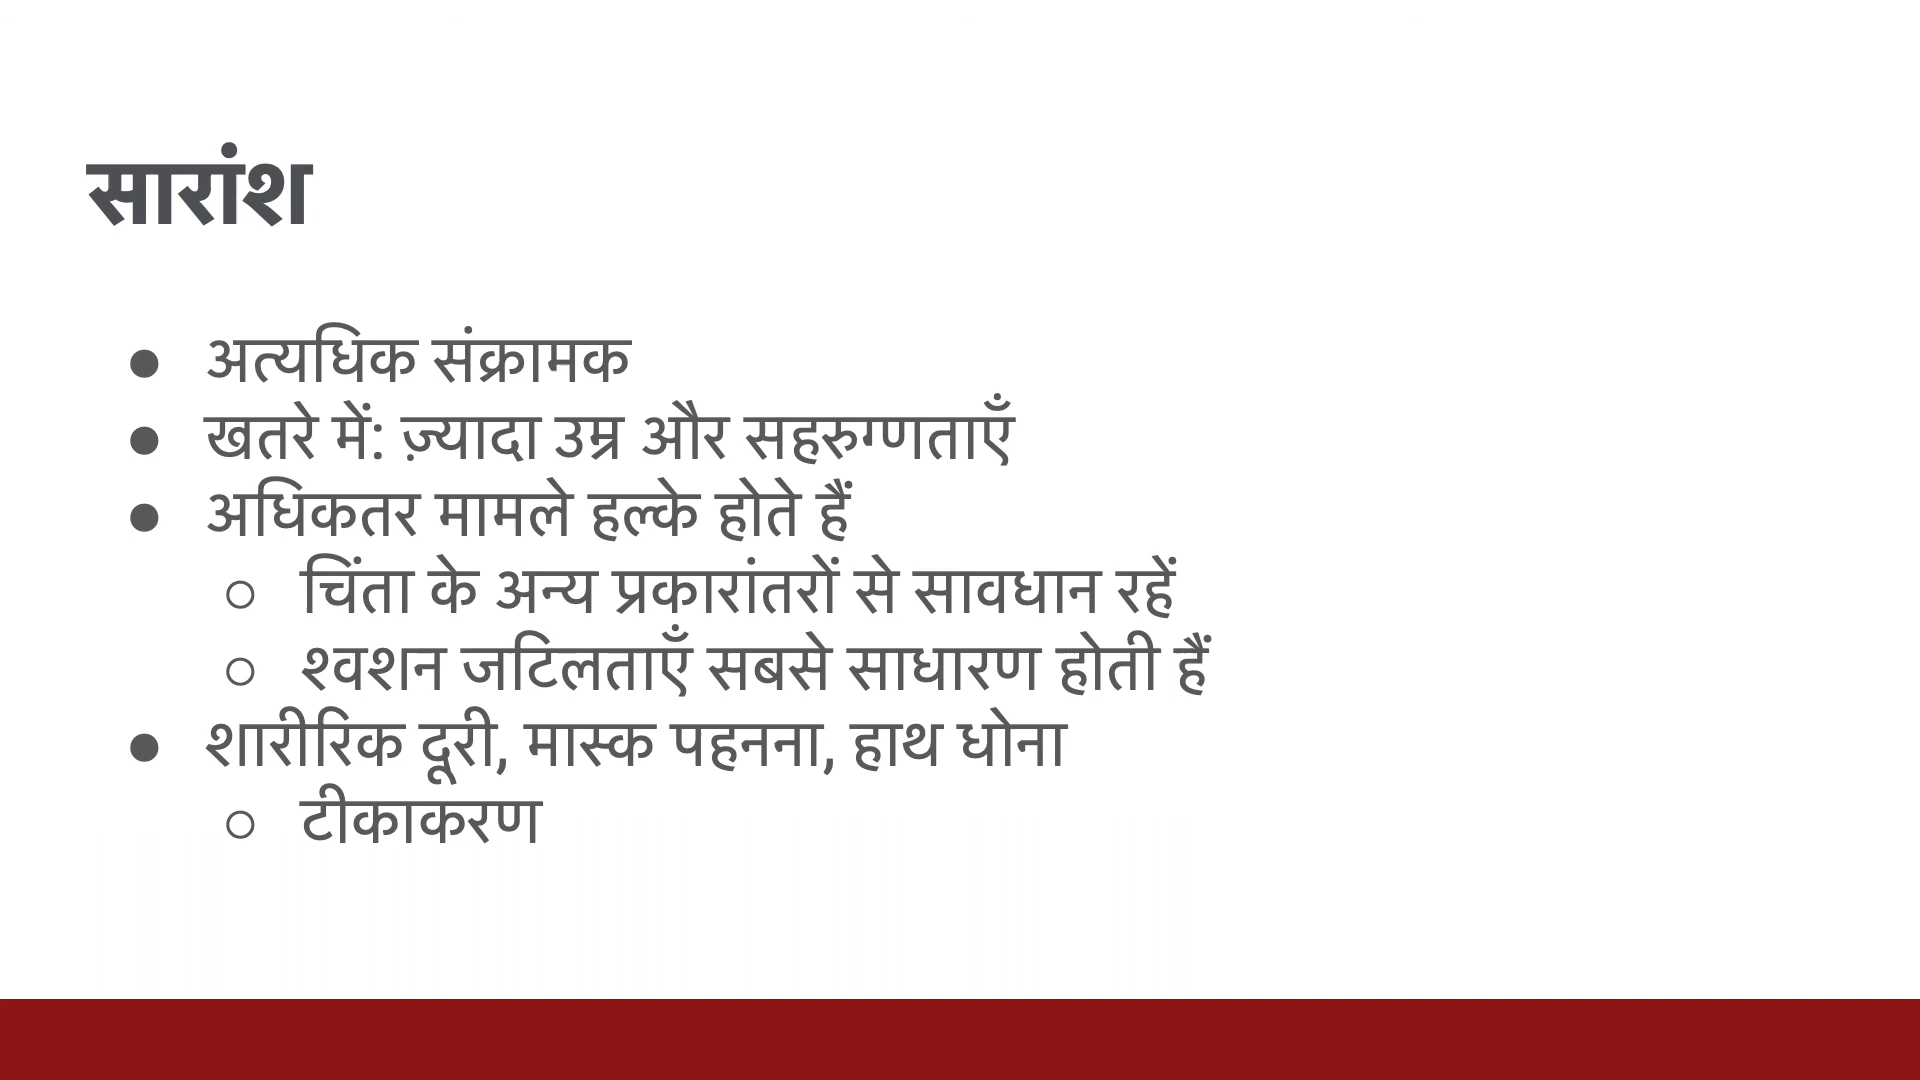 सारांश
● अत्यधिक संक्रामक
● खतरे में: ज़्यादा उम्र और सहरुग्णताएँ
● अधिकतर मामले हल्के होते हैं
○ चिंता के अन्य प्रकारांतरों से सावधान रहें
○ श्वशन जटिलताएँ सबसे साधारण होती हैं
● शारीरिक दूरी, मास्क पहनना, हाथ धोना
○ टीकाकरण